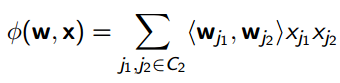 ϕ(𝐰, 𝐱) = ∑_{j₁,j₂∈C₂} ⟨𝐰_{j₁}, 𝐰_{j₂}⟩x_{j₁}x_{j₂}